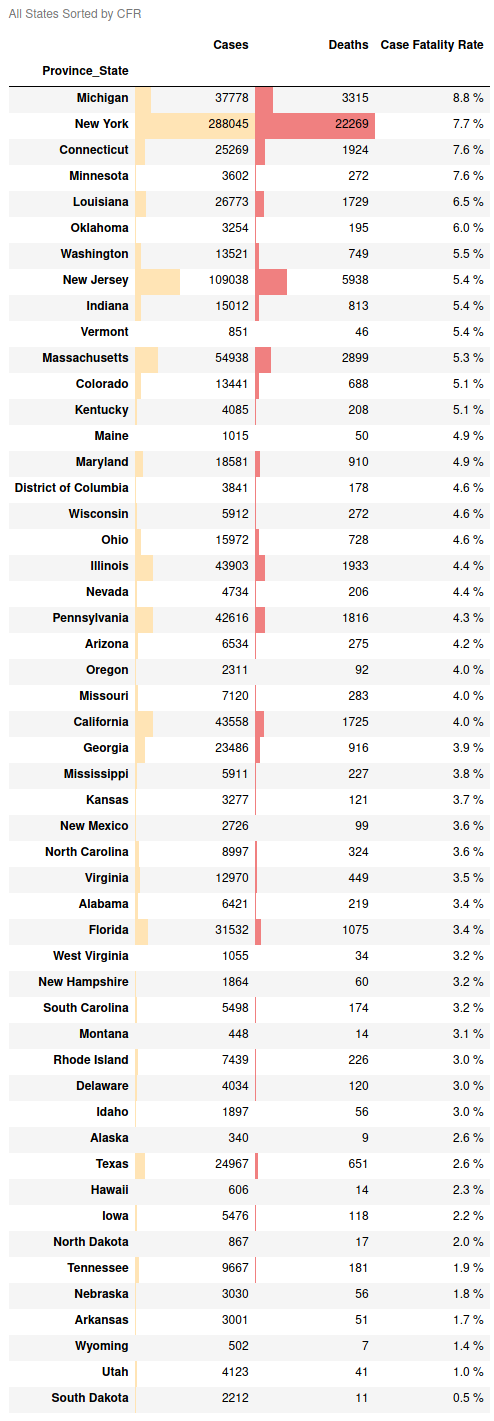 All States Sorted by CFR
Cases Deaths Case Fatality Rate
Province_State
Michigan 37778 3315 8.8 %
New York 288045 22269 7.7 %
Connecticut 25269 1924 7.6 %
Minnesota 3602 272 7.6 %
Louisiana 26773 1729 6.5 %
Oklahoma 3254 195 6.0 %
Washington 13521 749 5.5 %
New Jersey 109038 5938 5.4 %
Indiana 15012 813 5.4 %
Vermont 851 46 5.4 %
Massachusetts 54938 2899 5.3 %
Colorado 13441 688 5.1 %
Kentucky 4085 208 5.1 %
Maine 1015 50 4.9 %
Maryland 18581 910 4.9 %
District of Columbia 3841 178 4.6 %
Wisconsin 5912 272 4.6 %
Ohio 15972 728 4.6 %
Illinois 43903 1933 4.4 %
Nevada 4734 206 4.4 %
Pennsylvania 42616 1816 4.3 %
Arizona 6534 275 4.2 %
Oregon 2311 92 4.0 %
Missouri 7120 283 4.0 %
California 43558 1725 4.0 %
Georgia 23486 916 3.9 %
Mississippi 5911 227 3.8 %
Kansas 3277 121 3.7 %
New Mexico 2726 99 3.6 %
North Carolina 8997 324 3.6 %
Virginia 12970 449 3.5 %
Alabama 6421 219 3.4 %
Florida 31532 1075 3.4 %
West Virginia 1055 34 3.2 %
New Hampshire 1864 60 3.2 %
South Carolina 5498 174 3.2 %
Montana 448 14 3.1 %
Rhode Island 7439 226 3.0 %
Delaware 4034 120 3.0 %
Idaho 1897 56 3.0 %
Alaska 340 9 2.6 %
Texas 24967 651 2.6 %
Hawaii 606 14 2.3 %
Iowa 5476 118 2.2 %
North Dakota 867 17 2.0 %
Tennessee 9667 181 1.9 %
Nebraska 3030 56 1.8 %
Arkansas 3001 51 1.7 %
Wyoming 502 7 1.4 %
Utah 4123 41 1.0 %
South Dakota 2212 11 0.5 %